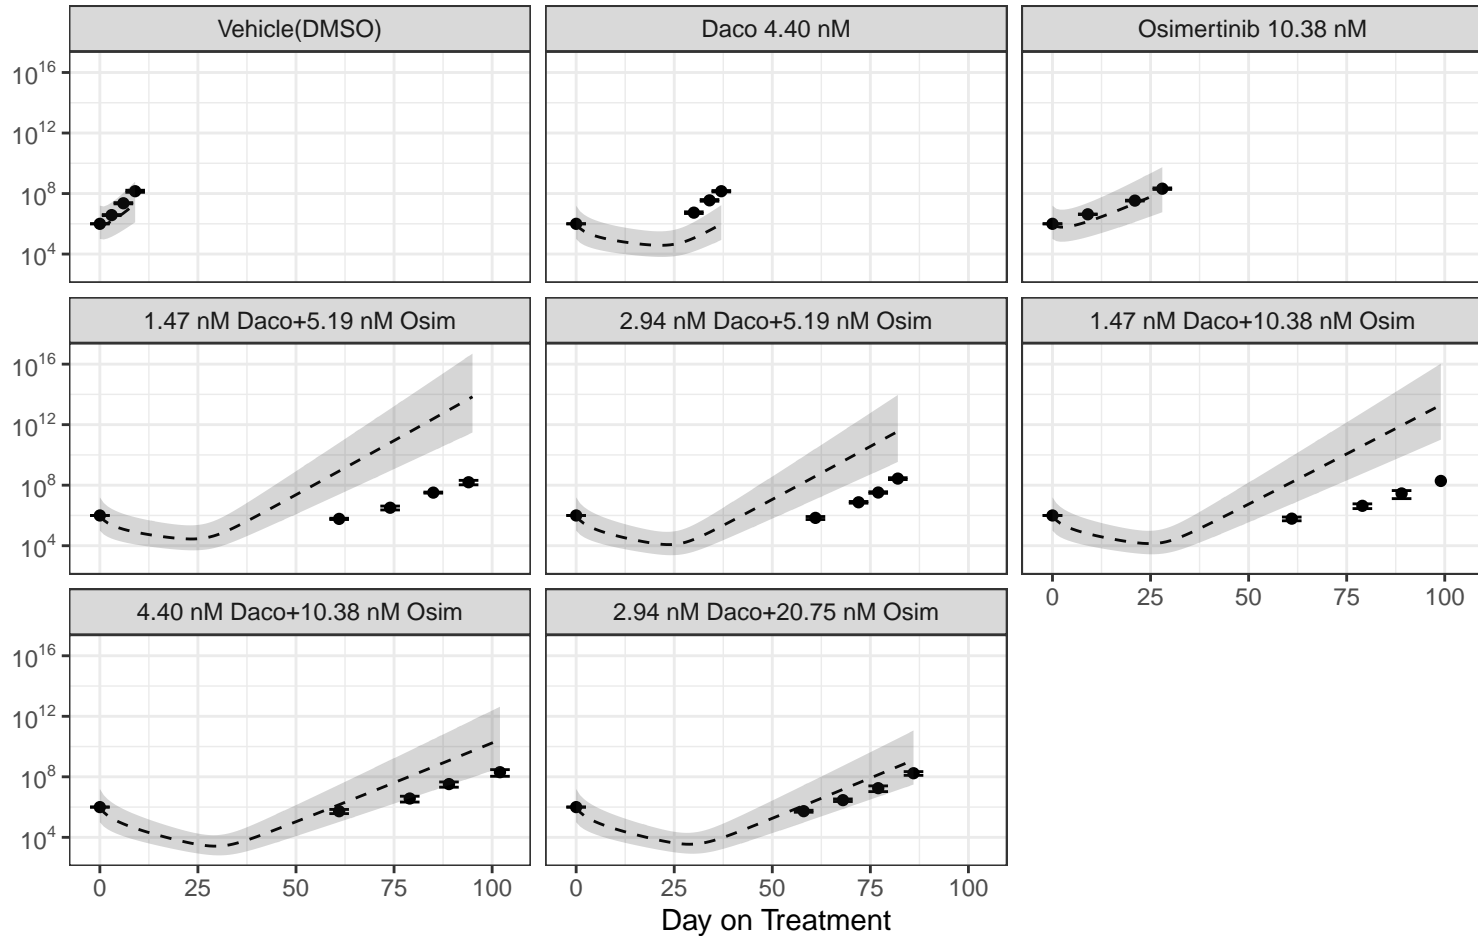 Vehicle(DMSO)
Daco 4.40 nM
Osimertinib 10.38 nM
10^16
10^12
10^8
10^4
1.47 nM Daco+5.19 nM Osim
2.94 nM Daco+5.19 nM Osim
1.47 nM Daco+10.38 nM Osim
10^16
10^12
10^8
10^4
0 25 50 75 100
4.40 nM Daco+10.38 nM Osim
2.94 nM Daco+20.75 nM Osim
10^16
10^12
10^8
10^4
0 25 50 75 100
0 25 50 75 100
Day on Treatment